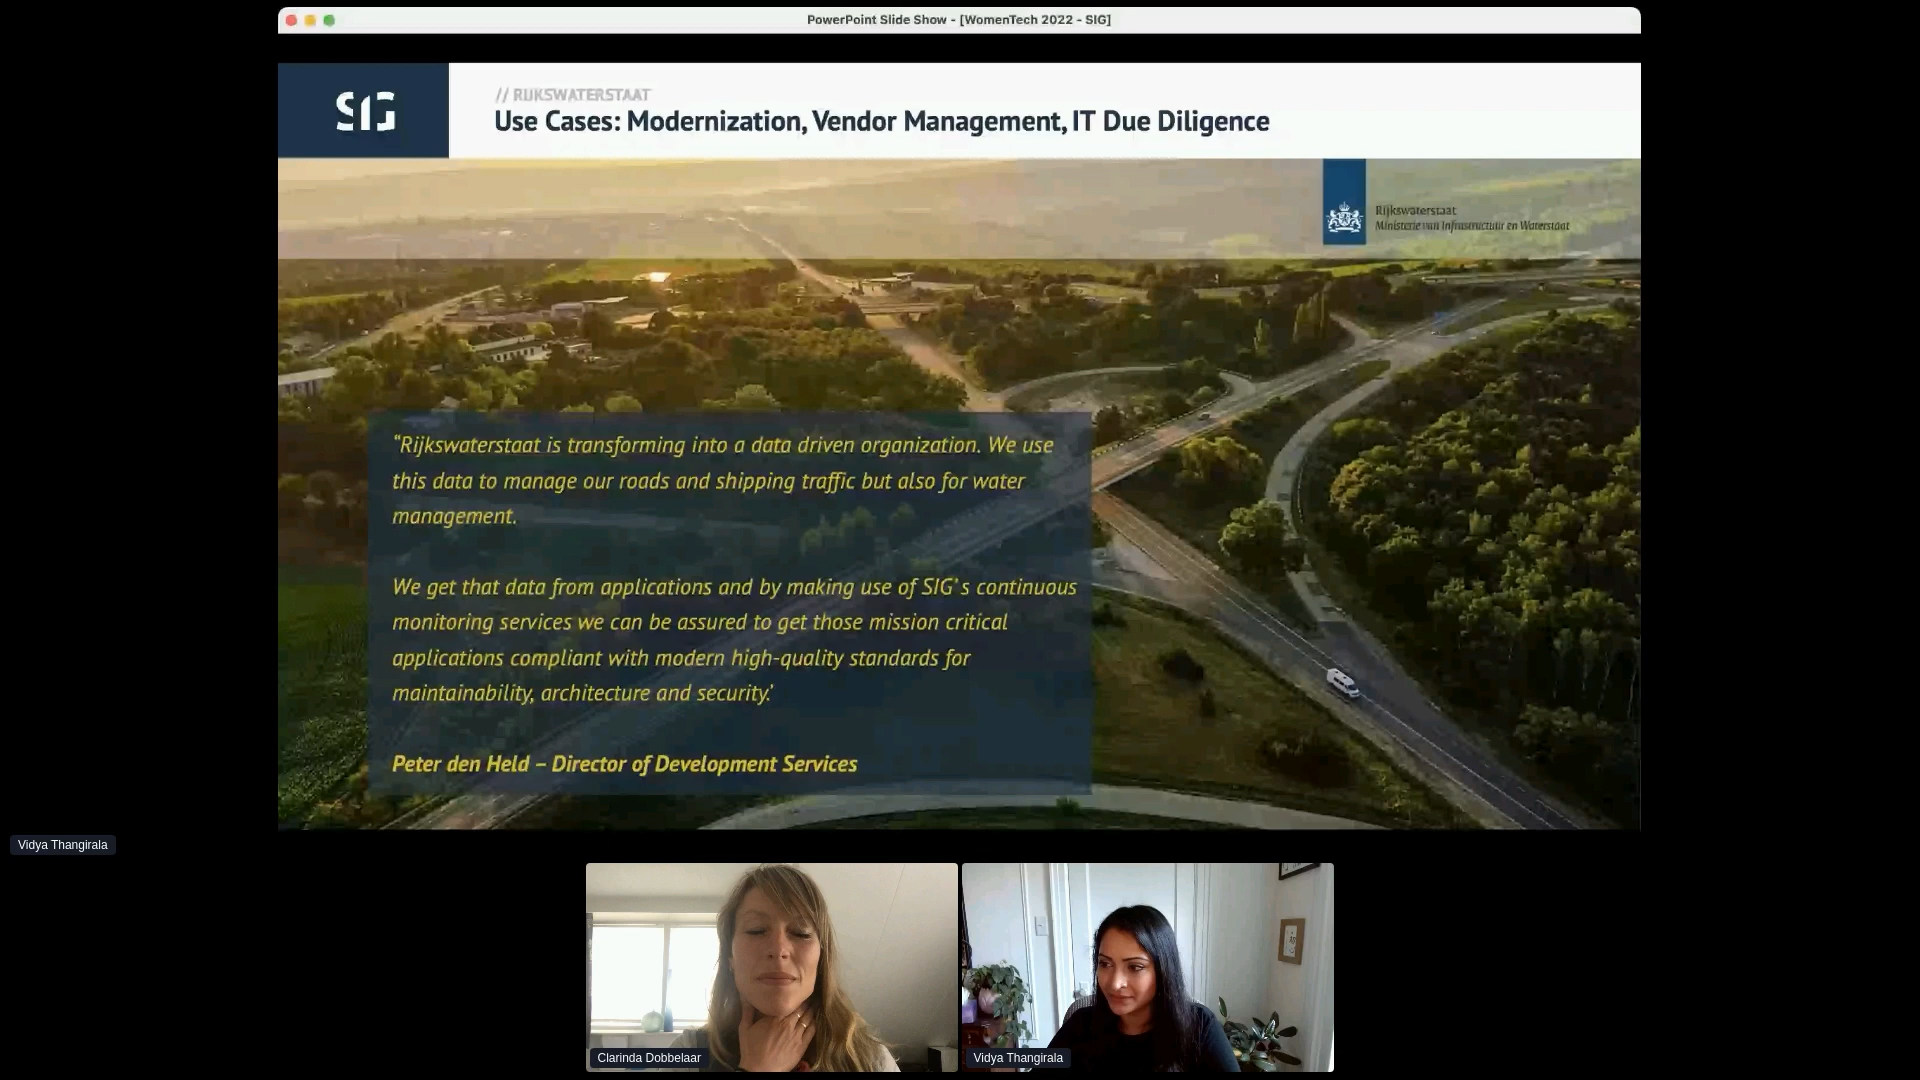 PowerPoint Slide Show - [WomenTech 2022 - SIG]
SIG
// RIJKSWATERSTAAT
Use Cases: Modernization, Vendor Management, IT Due Diligence
Rijkswaterstaat
Ministerie van Infrastructuur en Waterstaat
“Rijkswaterstaat is transforming into a data driven organization. We use
this data to manage our roads and shipping traffic but also for water
management.
We get that data from applications and by making use of SIG’s continuous
monitoring services we can be assured to get those mission critical
applications compliant with modern high-quality standards for
maintainability, architecture and security.’
Peter den Held – Director of Development Services
Vidya Thangirala
Clarinda Dobbelaar
Vidya Thangirala